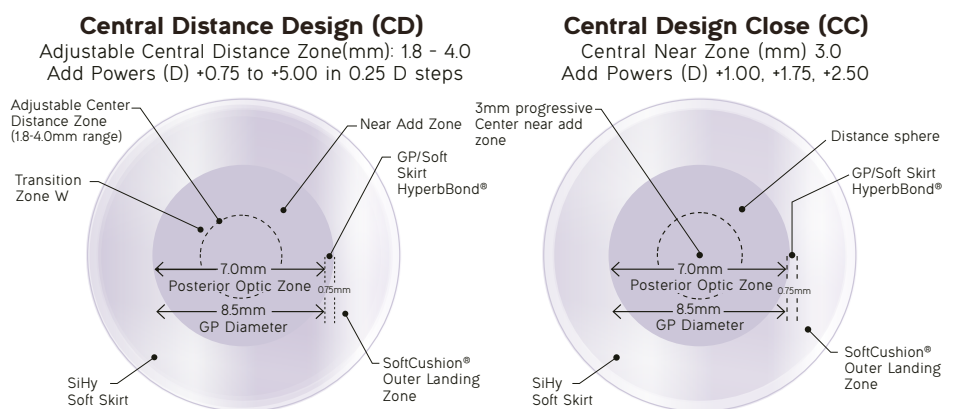 Central Distance Design (CD)
Adjustable Central Distance Zone(mm): 1.8 - 4.0
Add Powers (D) +0.75 to +5.00 in 0.25 D steps
Adjustable Center
Distance Zone
(1.8-4.0mm range)
Transition
Zone W
Near Add Zone
GP/Soft
Skirt
HyperbBond®
7.0mm
Posterior Optic Zone
0.75mm
8.5mm
GP Diameter
SiHy
Soft Skirt
SoftCushion®
Outer Landing
Zone
Central Design Close (CC)
Central Near Zone (mm) 3.0
Add Powers (D) +1.00, +1.75, +2.50
3mm progressive
Center near add
zone
Distance sphere
GP/Soft Skirt
HyperbBond®
7.0mm
Posterior Optic Zone
0.75mm
8.5mm
GP Diameter
SiHy
Soft Skirt
SoftCushion®
Outer Landing
Zone